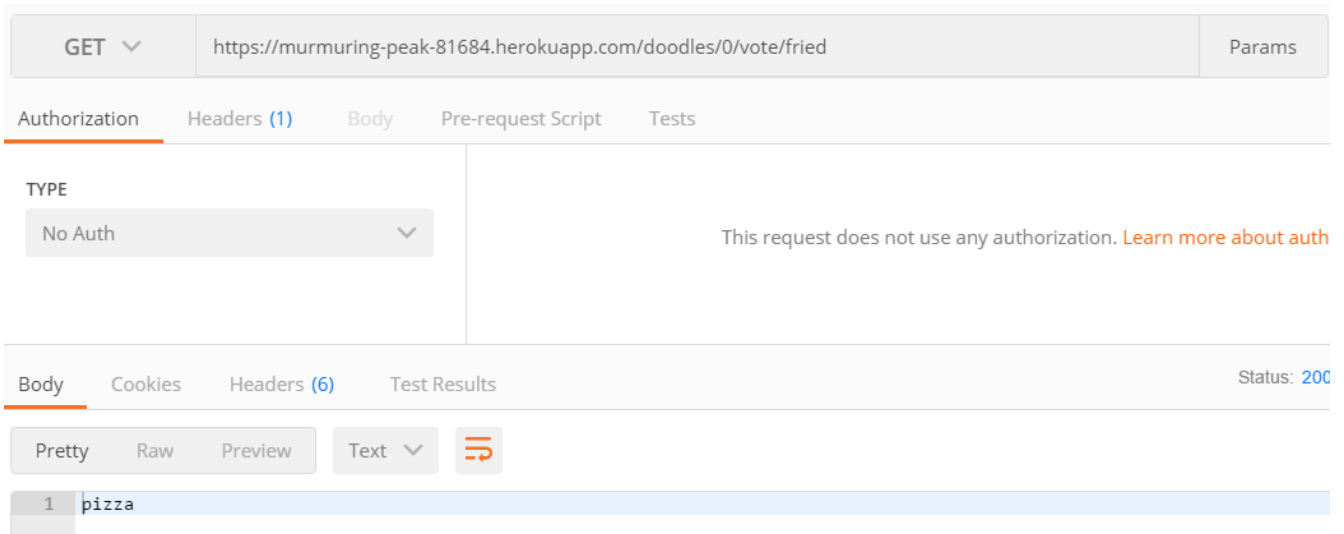 GET https://murmuring-peak-81684.herokuapp.com/doodles/0/vote/fried Params
Authorization Headers (1) Body Pre-request Script Tests
TYPE
No Auth
This request does not use any authorization. Learn more about auth
Body Cookies Headers (6) Test Results Status: 200
Pretty Raw Preview Text
1 pizza